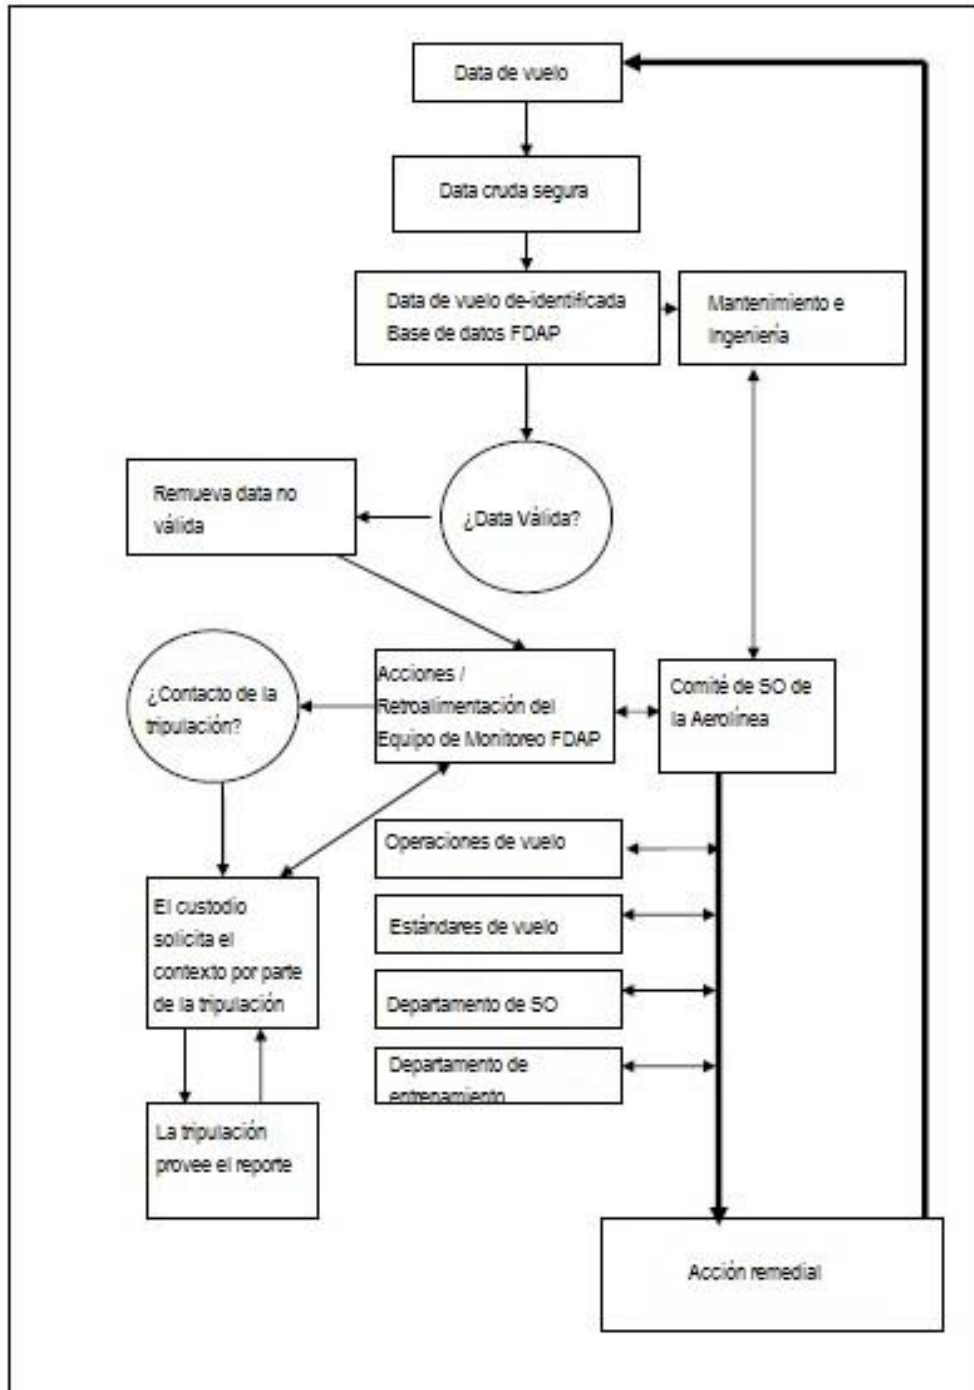 Data de vuelo
Data cruda segura
Data de vuelo de-identificada
Base de datos FDAP
Mantenimiento e
Ingeniería
Remueva data no
válida
¿Data Válida?
¿Contacto de la
tripulación?
Acciones /
Retroalimentación del
Equipo de Monitoreo FDAP
Comité de SO de
la Aerolínea
Operaciones de vuelo
Estándares de vuelo
Departamento de SO
Departamento de
entrenamiento
El custodio
solicita el
contexto por parte
de la tripulación
La tripulación
provee el reporte
Acción remedial